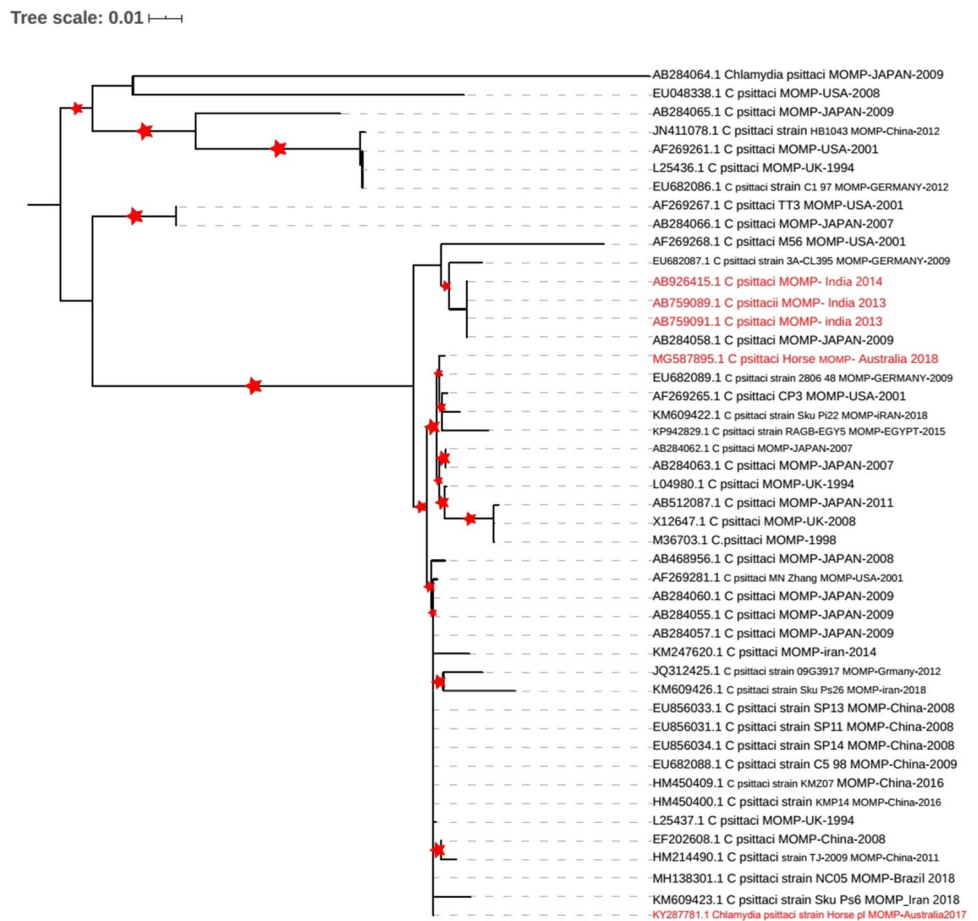 Tree scale: 0.01
AB284064.1 Chlamydia psittaci MOMP-JAPAN-2009
EU048338.1 C psittaci MOMP-USA-2008
AB284065.1 C psittaci MOMP-JAPAN-2009
JN411078.1 C psittaci strain HB1043 MOMP-China-2012
AF269261.1 C psittaci MOMP-USA-2001
L25436.1 C psittaci MOMP-UK-1994
EU682086.1 C psittaci strain C1 97 MOMP-GERMANY-2012
AF269267.1 C psittaci TT3 MOMP-USA-2001
AB284066.1 C psittaci MOMP-JAPAN-2007
AF269268.1 C psittaci M56 MOMP-USA-2001
EU682087.1 C psittaci strain 3A-CL395 MOMP-GERMANY-2009
AB926415.1 C psittaci MOMP- India 2014
AB759089.1 C psittacii MOMP- India 2013
AB759091.1 C psittaci MOMP- india 2013
AB284058.1 C psittaci MOMP-JAPAN-2009
MG587895.1 C psittaci Horse MOMP- Australia 2018
EU682089.1 C psittaci strain 2806 48 MOMP-GERMANY-2009
AF269265.1 C psittaci CP3 MOMP-USA-2001
KM609422.1 C psittaci strain Sku Pi22 MOMP-iRAN-2018
KP942829.1 C psittaci strain RAGB-EGY5 MOMP-EGYPT-2015
AB284062.1 C psittaci MOMP-JAPAN-2007
AB284063.1 C psittaci MOMP-JAPAN-2007
L04980.1 C psittaci MOMP-UK-1994
AB512087.1 C psittaci MOMP-JAPAN-2011
X12647.1 C psittaci MOMP-UK-2008
M36703.1 C.psittaci MOMP-1998
AB468956.1 C psittaci MOMP-JAPAN-2008
AF269281.1 C psittaci MN Zhang MOMP-USA-2001
AB284060.1 C psittaci MOMP-JAPAN-2009
AB284055.1 C psittaci MOMP-JAPAN-2009
AB284057.1 C psittaci MOMP-JAPAN-2009
KM247620.1 C psittaci MOMP-iran-2014
JQ312425.1 C psittaci strain 09G3917 MOMP-Grmany-2012
KM609426.1 C psittaci strain Sku Ps26 MOMP-iran-2018
EU856033.1 C psittaci strain SP13 MOMP-China-2008
EU856031.1 C psittaci strain SP11 MOMP-China-2008
EU856034.1 C psittaci strain SP14 MOMP-China-2008
EU682088.1 C psittaci strain C5 98 MOMP-China-2009
HM450409.1 C psittaci strain KMZ07 MOMP-China-2016
HM450400.1 C psittaci strain KMP14 MOMP-China-2016
L25437.1 C psittaci MOMP-UK-1994
EF202608.1 C psittaci MOMP-China-2008
HM214490.1 C psittaci strain TJ-2009 MOMP-China-2011
MH138301.1 C psittaci strain NC05 MOMP-Brazil 2018
KM609423.1 C psittaci strain Sku Ps6 MOMP_Iran 2018
KY287781.1 Chlamydia psittaci strain Horse pl MOMP-Australia2017